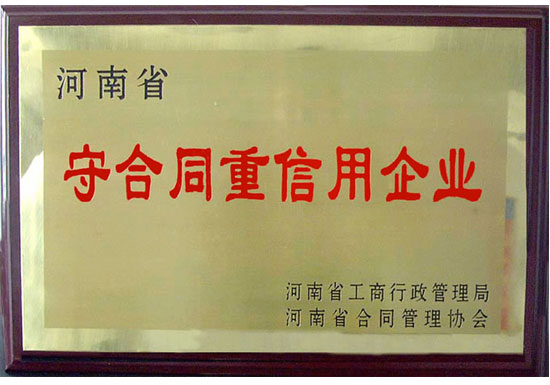 河南省
守合同重信用企业
河南省工商行政管理局
河南省合同管理协会